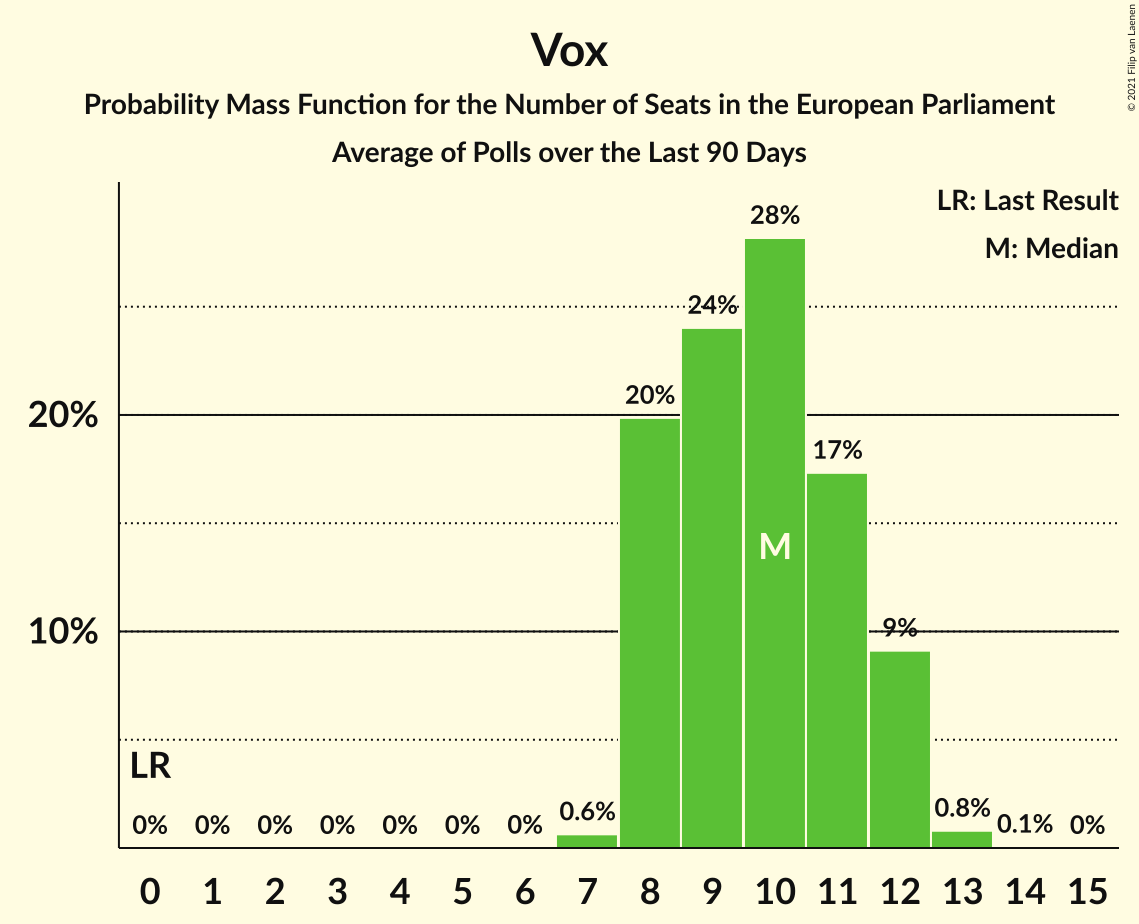 Vox
Probability Mass Function for the Number of Seats in the European Parliament
Average of Polls over the Last 90 Days
© 2021 Filip van Laenen
LR: Last Result
M: Median
28%
24%
20%
20%
17%
M
10%
9%
LR
0% 0% 0% 0% 0% 0% 0% 0.6% 0.8% 0.1% 0%
0 1 2 3 4 5 6 7 8 9 10 11 12 13 14 15